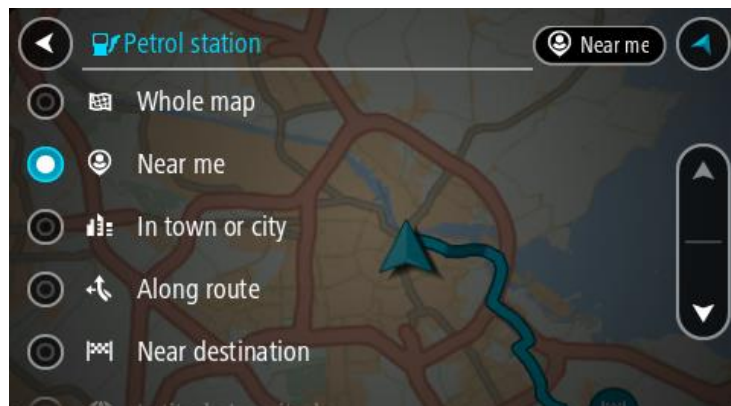 Petrol station
Near me
Whole map
Near me
In town or city
Along route
Near destination